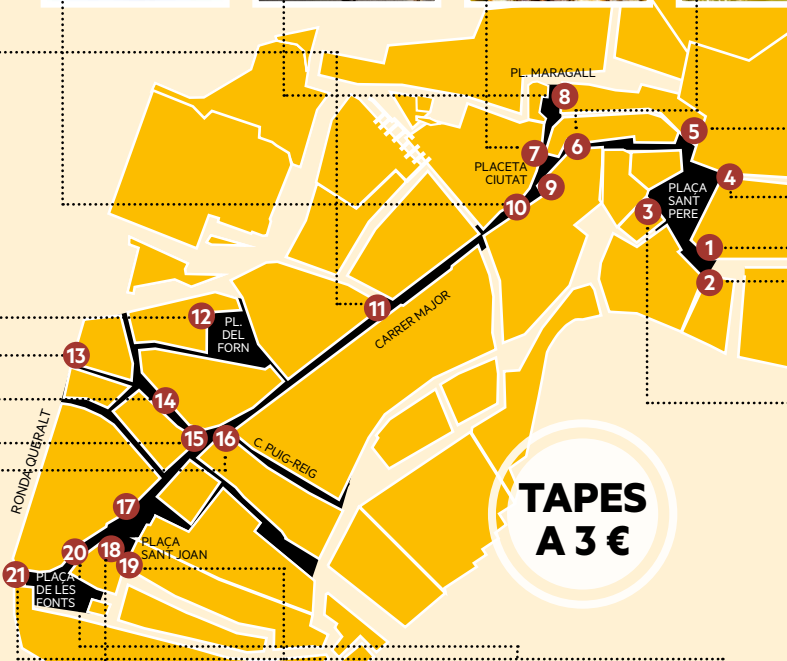 PL. MARAGALL
8
5
6
7
PLACETA
CIUTAT
4
9
PLAÇA
SANT
PERE
10
3
1
2
11
CARRER MAJOR
12
PL.
DEL
FORN
13
14
15
16
C. PUIG-REIG
RONDA QUERALT
TAPES
A 3 €
17
PLAÇA
SANT JOAN
18
20
19
21
PLAÇA
DE LES
FONTS